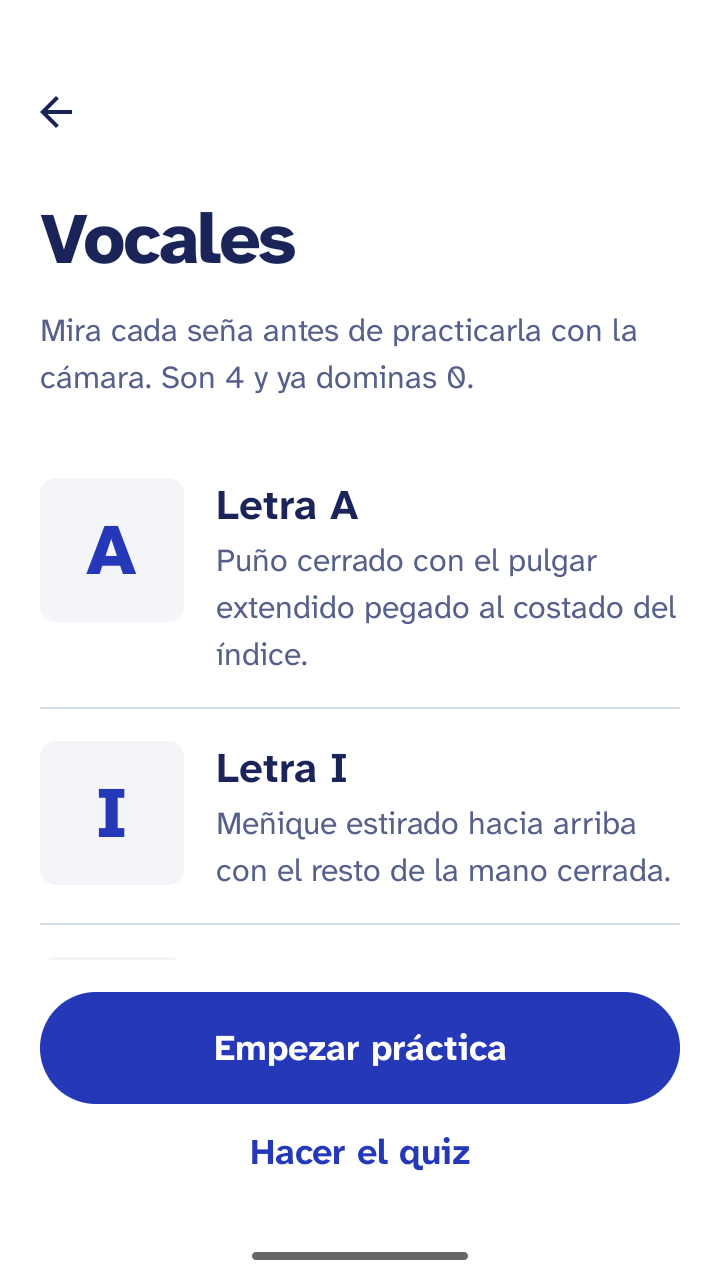 Vocales
Mira cada seña antes de practicarla con la
cámara. Son 4 y ya dominas 0.
A
Letra A
Puño cerrado con el pulgar
extendido pegado al costado del
índice.
I
Letra I
Meñique estirado hacia arriba
con el resto de la mano cerrada.
Empezar práctica
Hacer el quiz